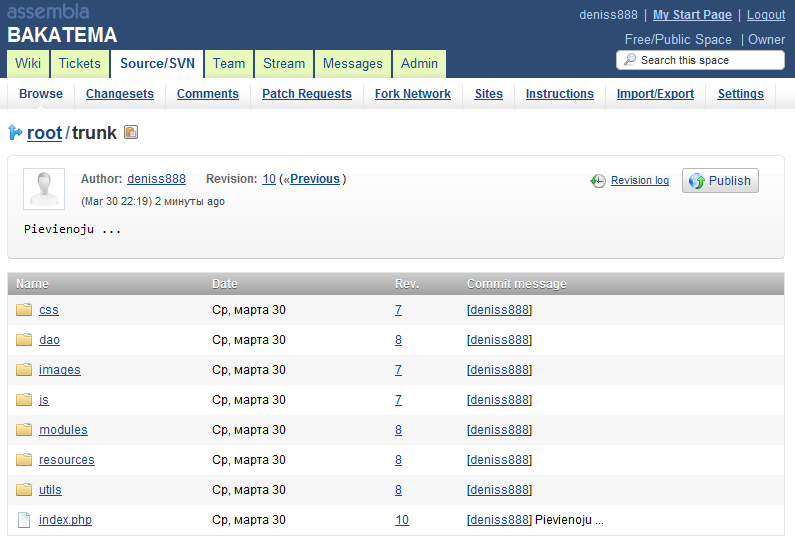 assembla
deniss888 | My Start Page | Logout
BAKATEMA
Free/Public Space | Owner
Wiki Tickets Source/SVN Team Stream Messages Admin
Search this space
Browse Changesets Comments Patch Requests Fork Network Sites Instructions Import/Export Settings
root/trunk
Author: deniss888 Revision: 10 («Previous )
Revision log Publish
(Mar 30 22:19) 2 минуты ago
Pievienoju ...
Name Date Rev. Commit message
css Ср, марта 30 7 [deniss888]
dao Ср, марта 30 8 [deniss888]
images Ср, марта 30 7 [deniss888]
js Ср, марта 30 7 [deniss888]
modules Ср, марта 30 8 [deniss888]
resources Ср, марта 30 8 [deniss888]
utils Ср, марта 30 8 [deniss888]
index.php Ср, марта 30 10 [deniss888] Pievienoju ...